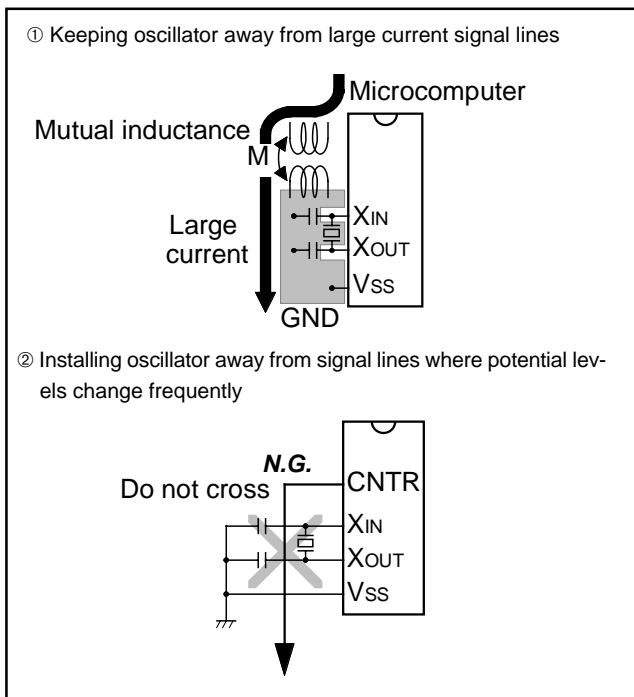 ① Keeping oscillator away from large current signal lines
Microcomputer
Mutual inductance
M
XIN
Large
current
XOUT
VSS
GND
② Installing oscillator away from signal lines where potential lev-
els change frequently
N.G.
Do not cross
CNTR
XIN
XOUT
VSS